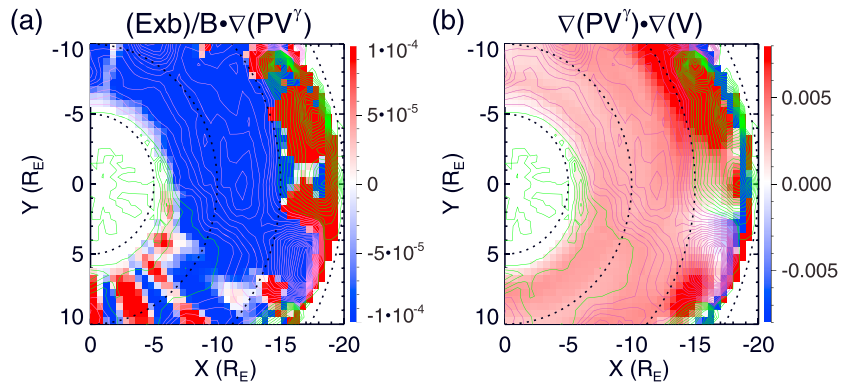 (a) (Exb)/B•∇(PV^γ)
1•10^-4
5•10^-5
0
-5•10^-5
-1•10^-4
-10
-5
0
5
10
Y (R_E)
0 -5 -10 -15 -20
X (R_E)
(b) ∇(PV^γ)•∇(V)
0.005
0.000
-0.005
-10
-5
0
5
10
Y (R_E)
0 -5 -10 -15 -20
X (R_E)